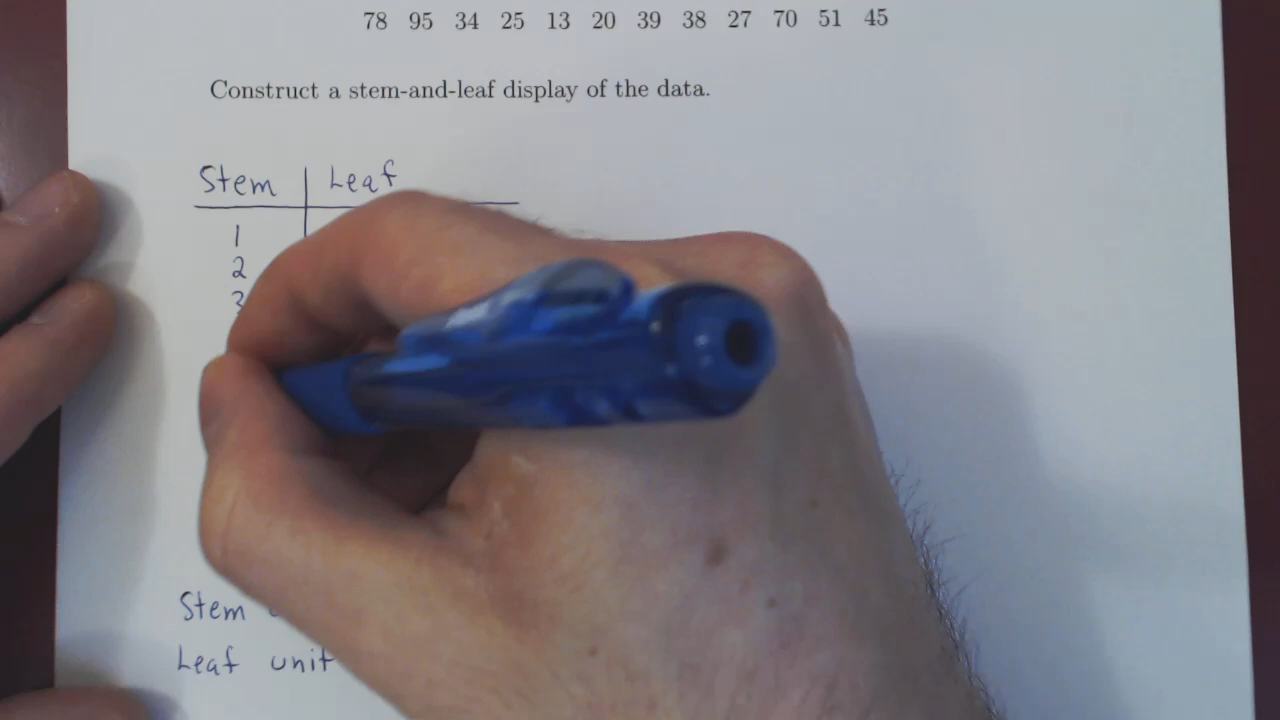 78 95 34 25 13 20 39 38 27 70 51 45
Construct a stem-and-leaf display of the data.
Stem Leaf
1
2
3
Stem
Leaf unit